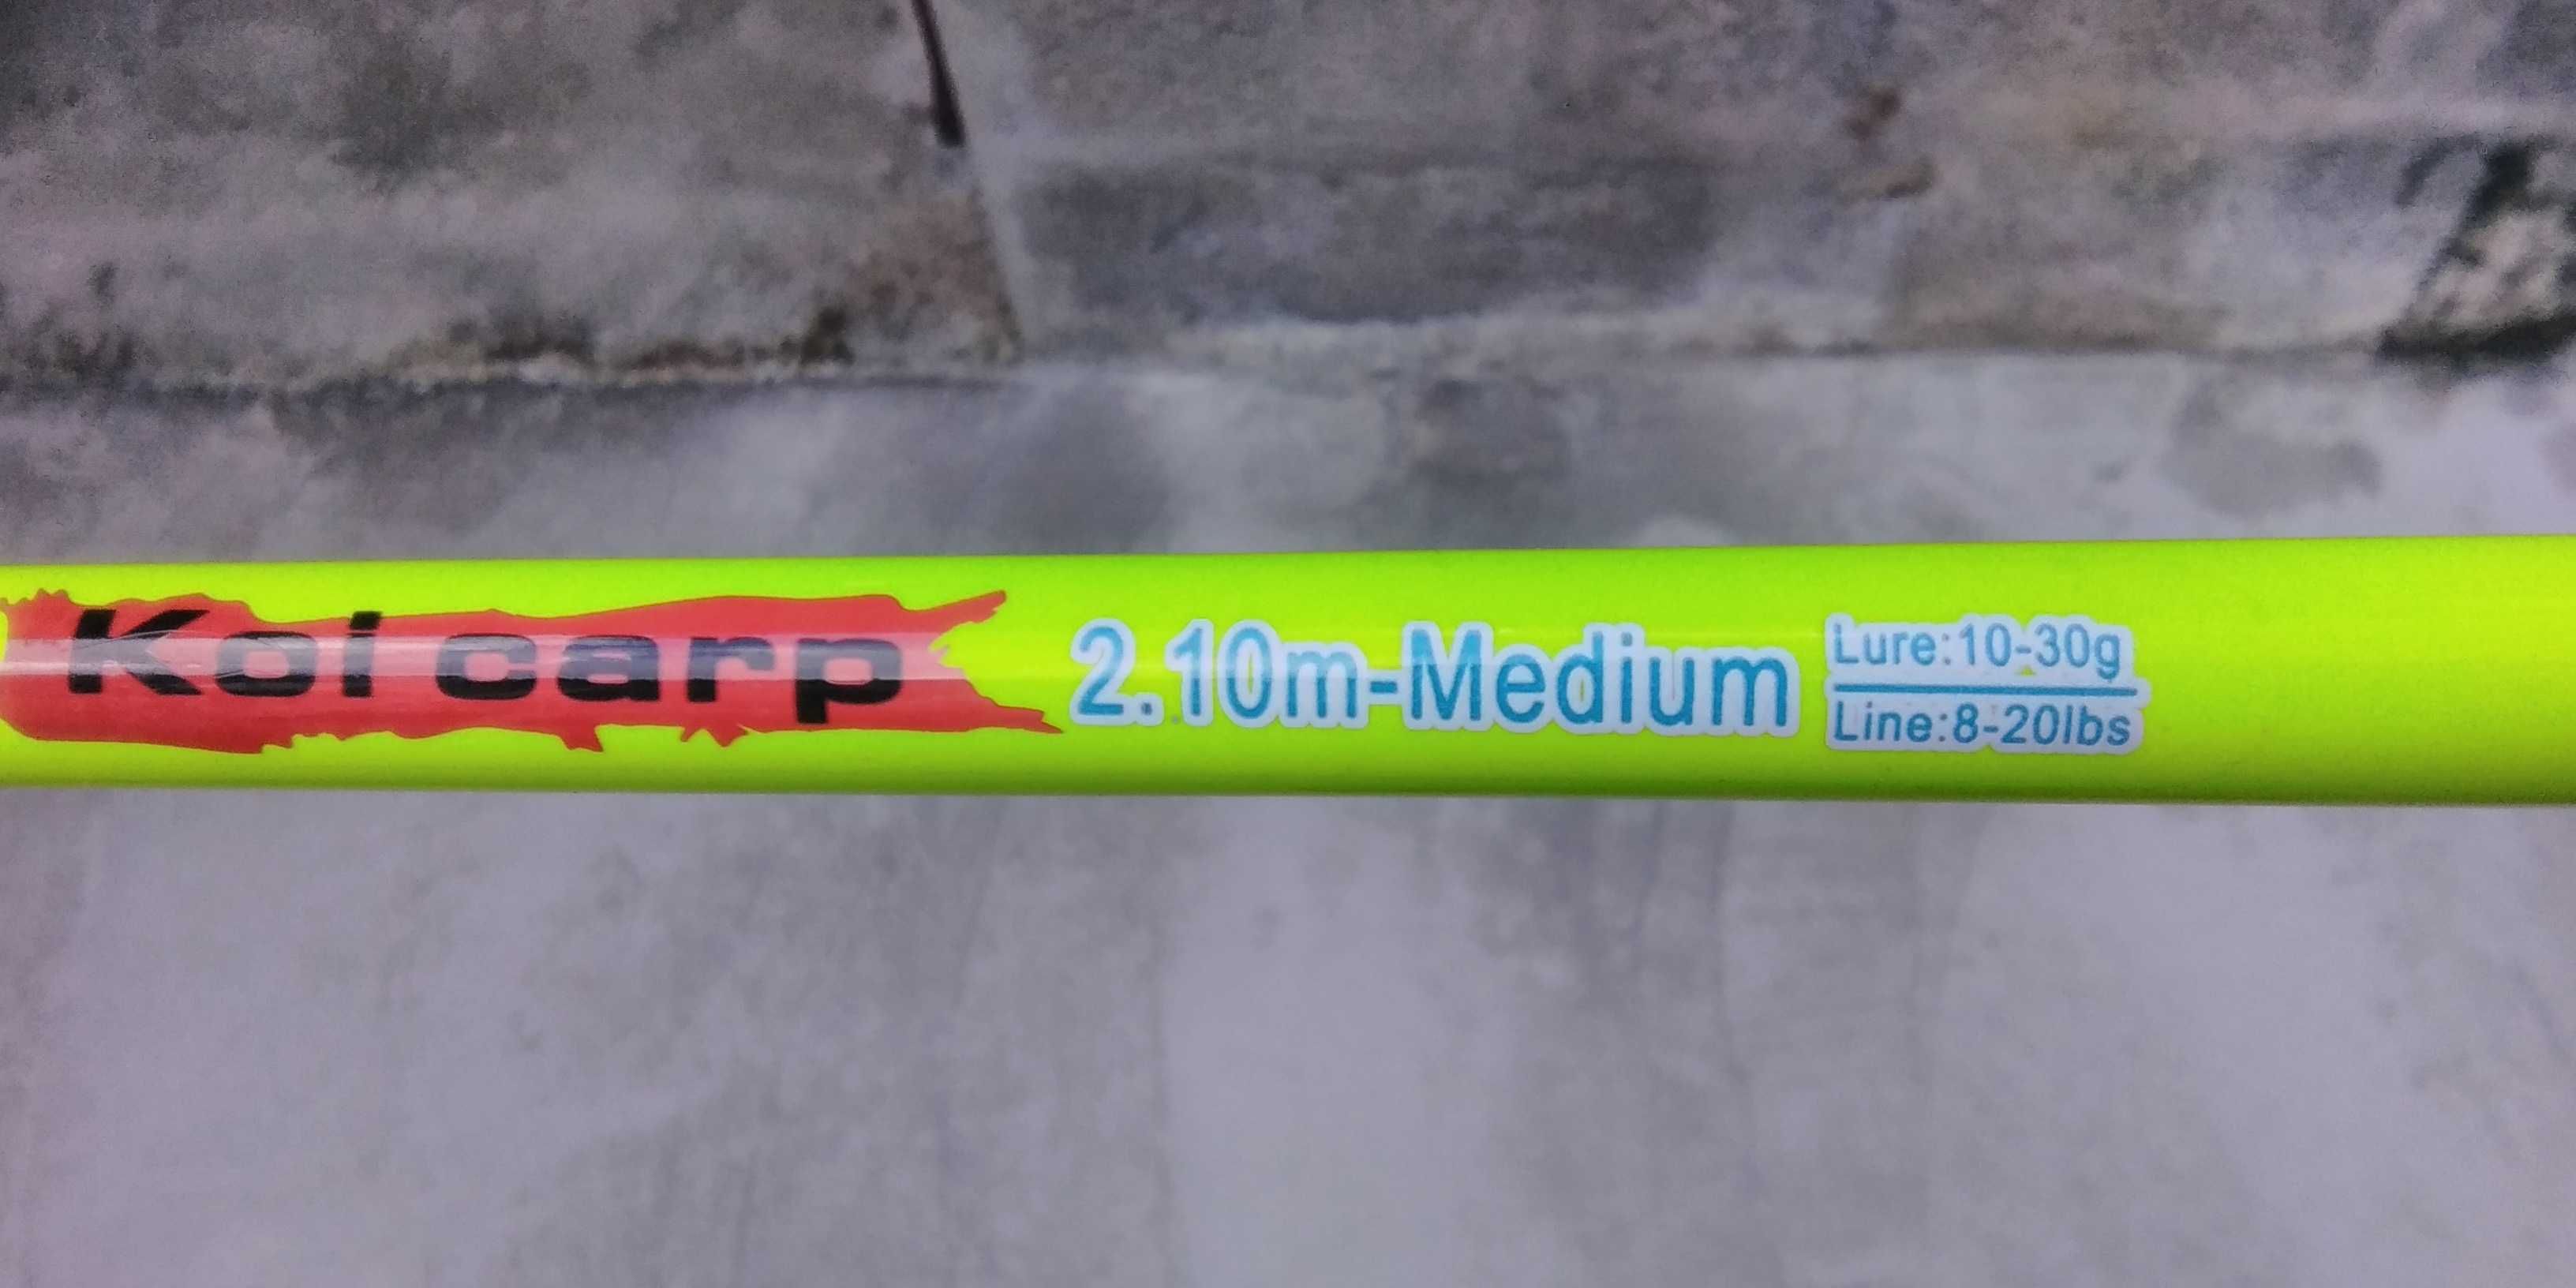 Koi carp 2.10m-Medium
Lure:10-30g
Line:8-20lbs